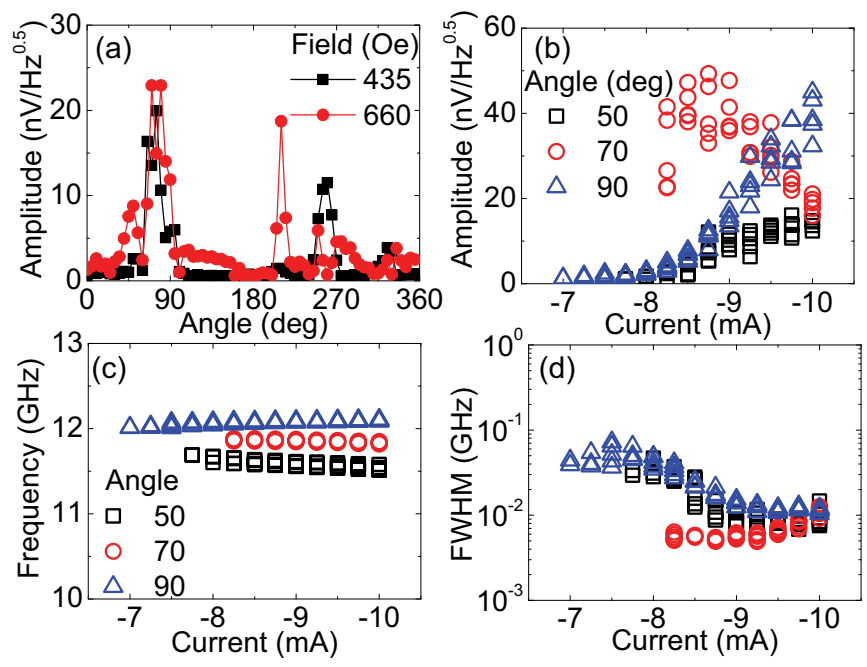 (a)
Field (Oe)
435
660
30
20
10
0
Amplitude (nV/Hz^0.5)
0 90 180 270 360
Angle (deg)
(b)
Angle (deg)
50
70
90
60
40
20
0
Amplitude (nV/Hz^0.5)
-7 -8 -9 -10
Current (mA)
(c)
13
12
11
10
Frequency (GHz)
Angle
50
70
90
-7 -8 -9 -10
Current (mA)
(d)
10^0
10^-1
10^-2
10^-3
FWHM (GHz)
50
70
90
-7 -8 -9 -10
Current (mA)